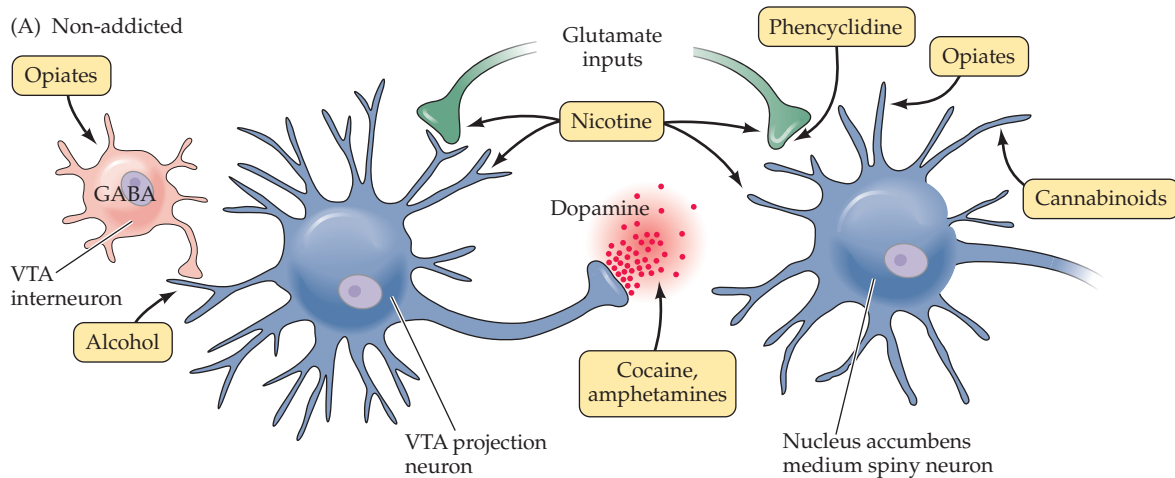 (A) Non-addicted
Opiates
GABA
VTA
interneuron
Alcohol
Glutamate
inputs
Nicotine
Phencyclidine
Opiates
Cannabinoids
Dopamine
Cocaine,
amphetamines
VTA projection
neuron
Nucleus accumbens
medium spiny neuron